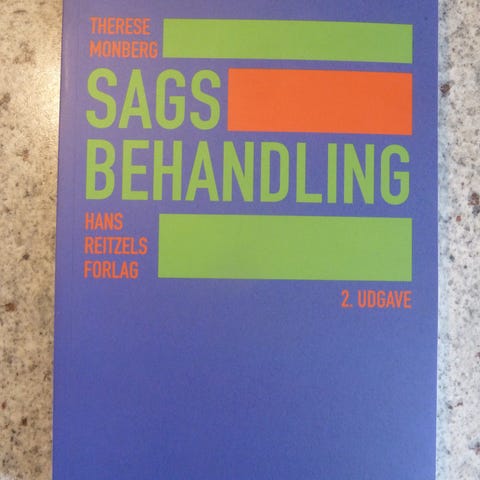 THERESE
MONBERG
SAGS
BEHANDLING
HANS
REITZELS
FORLAG
2. UDGAVE